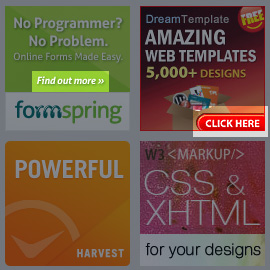 No Programmer?
No Problem.
Online Forms Made Easy.
Find out more »
formspring
DreamTemplate
FREE
AMAZING
WEB TEMPLATES
5,000+ DESIGNS
CLICK HERE
POWERFUL
HARVEST
W3 <MARKUP/>
CSS &
XHTML
for your designs